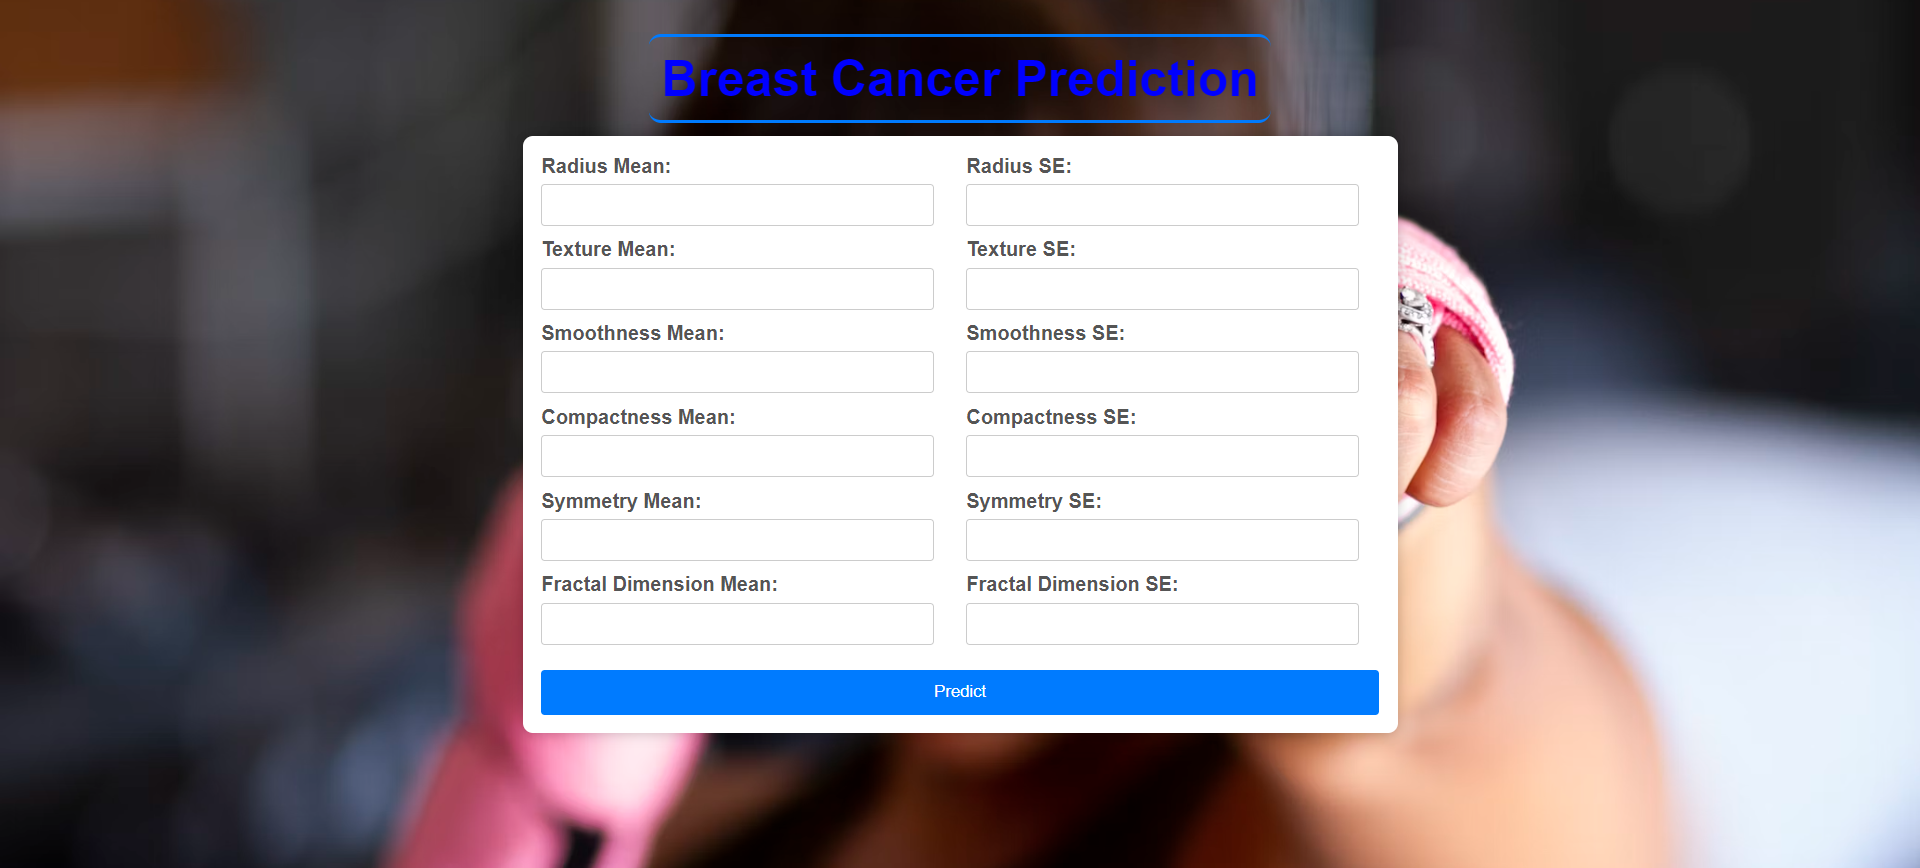 Breast Cancer Prediction
Radius Mean:
Radius SE:
Texture Mean:
Texture SE:
Smoothness Mean:
Smoothness SE:
Compactness Mean:
Compactness SE:
Symmetry Mean:
Symmetry SE:
Fractal Dimension Mean:
Fractal Dimension SE:
Predict